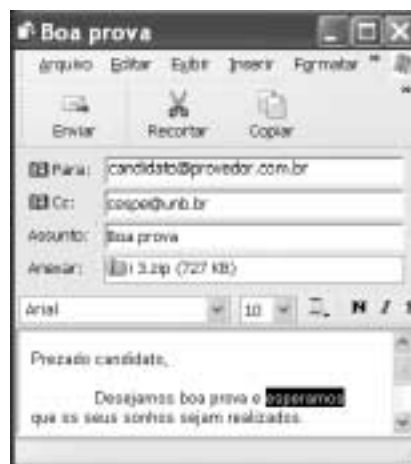 Boa prova
Arquivo Editar Exibir Inserir Formatar »
Enviar Recortar Copiar »
Para: candidato@provedor.com.br
Cc: cespe@unb.br
Assunto: Boa prova
Anexar: i 3.zip (727 KB)
Arial 10 N I
Prezado candidato,
Desejamos boa prova e esperamos
que os seus sonhos sejam realizados.